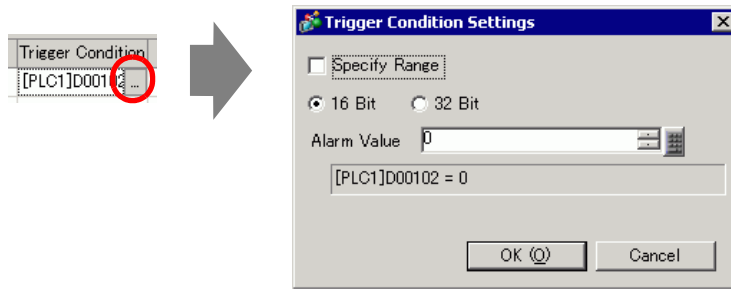 Trigger Condition
[PLC1]D00102 ...
Trigger Condition Settings
Specify Range
16 Bit 32 Bit
Alarm Value 0
[PLC1]D00102 = 0
OK (O) Cancel